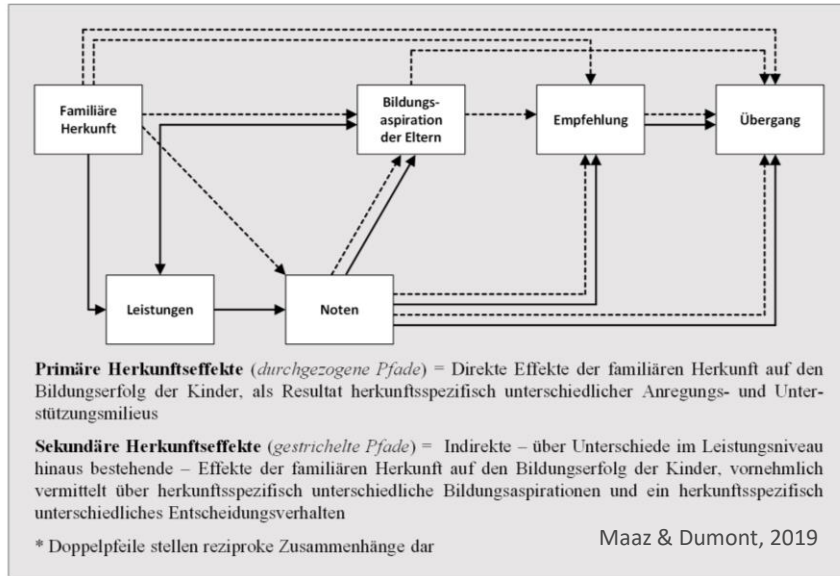 Familiäre
Herkunft
Bildungs-
aspiration
der Eltern
Empfehlung
Übergang
Leistungen
Noten
Primäre Herkunftseffekte (durchgezogene Pfade) = Direkte Effekte der familiären Herkunft auf den
Bildungserfolg der Kinder, als Resultat herkunftsspezifisch unterschiedlicher Anregungs- und Unter-
stützungsmilieus
Sekundäre Herkunftseffekte (gestrichelte Pfade) = Indirekte – über Unterschiede im Leistungsniveau
hinaus bestehende – Effekte der familiären Herkunft auf den Bildungserfolg der Kinder, vornehmlich
vermittelt über herkunftsspezifisch unterschiedliche Bildungsaspirationen und ein herkunftsspezifisch
unterschiedliches Entscheidungsverhalten
* Doppelpfeile stellen reziproke Zusammenhänge dar
Maaz & Dumont, 2019